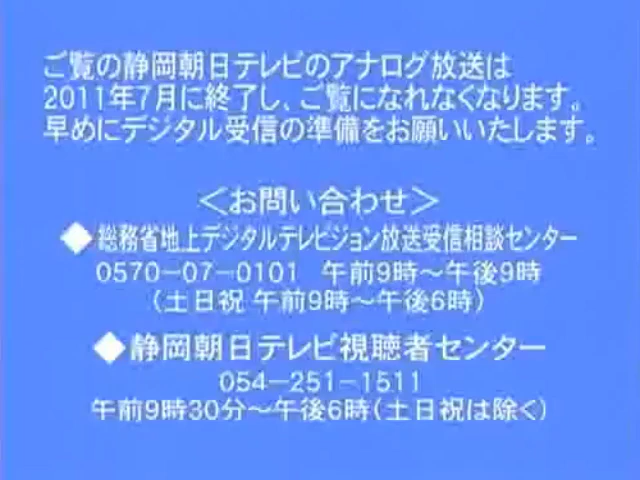 ご覧の静岡朝日テレビのアナログ放送は
2011年7月に終了し、ご覧になれなくなります。
早めにデジタル受信の準備をお願いいたします。
＜お問い合わせ＞
◆総務省地上デジタルテレビジョン放送受信相談センター
0570−07−0101 午前9時～午後9時
（土日祝 午前9時～午後6時）
◆静岡朝日テレビ視聴者センター
054−251−1511
午前9時30分～午後6時（土日祝は除く）